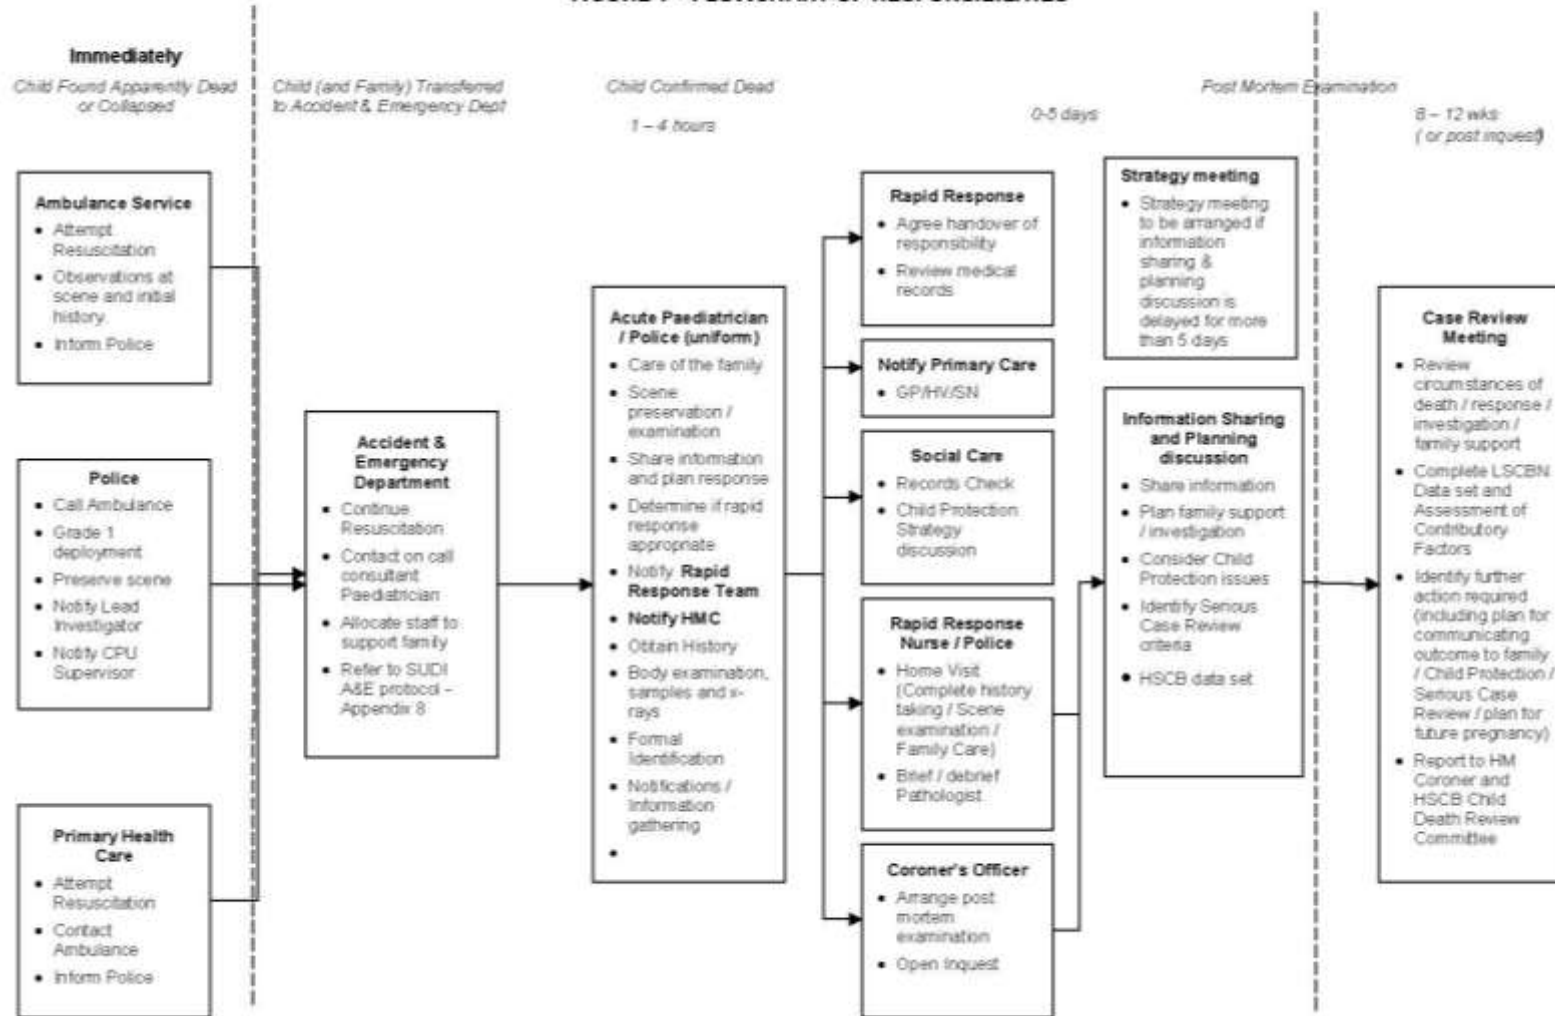 Immediately
Child Found Apparently Dead
or Collapsed
Child (and Family) Transferred
to Accident & Emergency Dept
Child Confirmed Dead
1 – 4 hours
0-5 days
Post Mortem Examination
8 – 12 wks
( or post inquest)
Ambulance Service
• Attempt
Resuscitation
• Observations at
scene and initial
history.
• Inform Police
Police
• Call Ambulance
• Grade 1
deployment
• Preserve scene
• Notify Lead
Investigator
• Notify CPU
Supervisor
Primary Health
Care
• Attempt
Resuscitation
• Contact
Ambulance
• Inform Police
Accident &
Emergency
Department
• Continue
Resuscitation
• Contact on call
consultant
Paediatrician
• Allocate staff to
support family
• Refer to SUDI
A&E protocol –
Appendix 8
Acute Paediatrician
/ Police (uniform)
• Care of the family
• Scene
preservation /
examination
• Share information
and plan response
• Determine if rapid
response
appropriate
• Notify Rapid
Response Team
• Notify HMC
• Obtain History
• Body examination,
samples and x-
rays
• Formal
Identification
• Notifications /
Information
gathering
•
Rapid Response
• Agree handover of
responsibility
• Review medical
records
Notify Primary Care
• GP/HV/SN
Social Care
• Records Check
• Child Protection
Strategy
discussion
Rapid Response
Nurse / Police
• Home Visit
(Complete history
taking / Scene
examination /
Family Care)
• Brief / debrief
Pathologist
Coroner's Officer
• Arrange post
mortem
examination
• Open Inquest
Strategy meeting
• Strategy meeting
to be arranged if
information
sharing &
planning
discussion is
delayed for more
than 5 days
Information Sharing
and Planning
discussion
• Share information
• Plan family support
/ investigation
• Consider Child
Protection issues
• Identify Serious
Case Review
criteria
• HSCB data set
Case Review
Meeting
• Review
circumstances of
death / response /
investigation /
family support
• Complete LSCBN
Data set and
Assessment of
Contributory
Factors
• Identify further
action required
(including plan for
communicating
outcome to family
/ Child Protection /
Serious Case
Review / plan for
future pregnancy)
• Report to HM
Coroner and
HSCB Child
Death Review
Committee